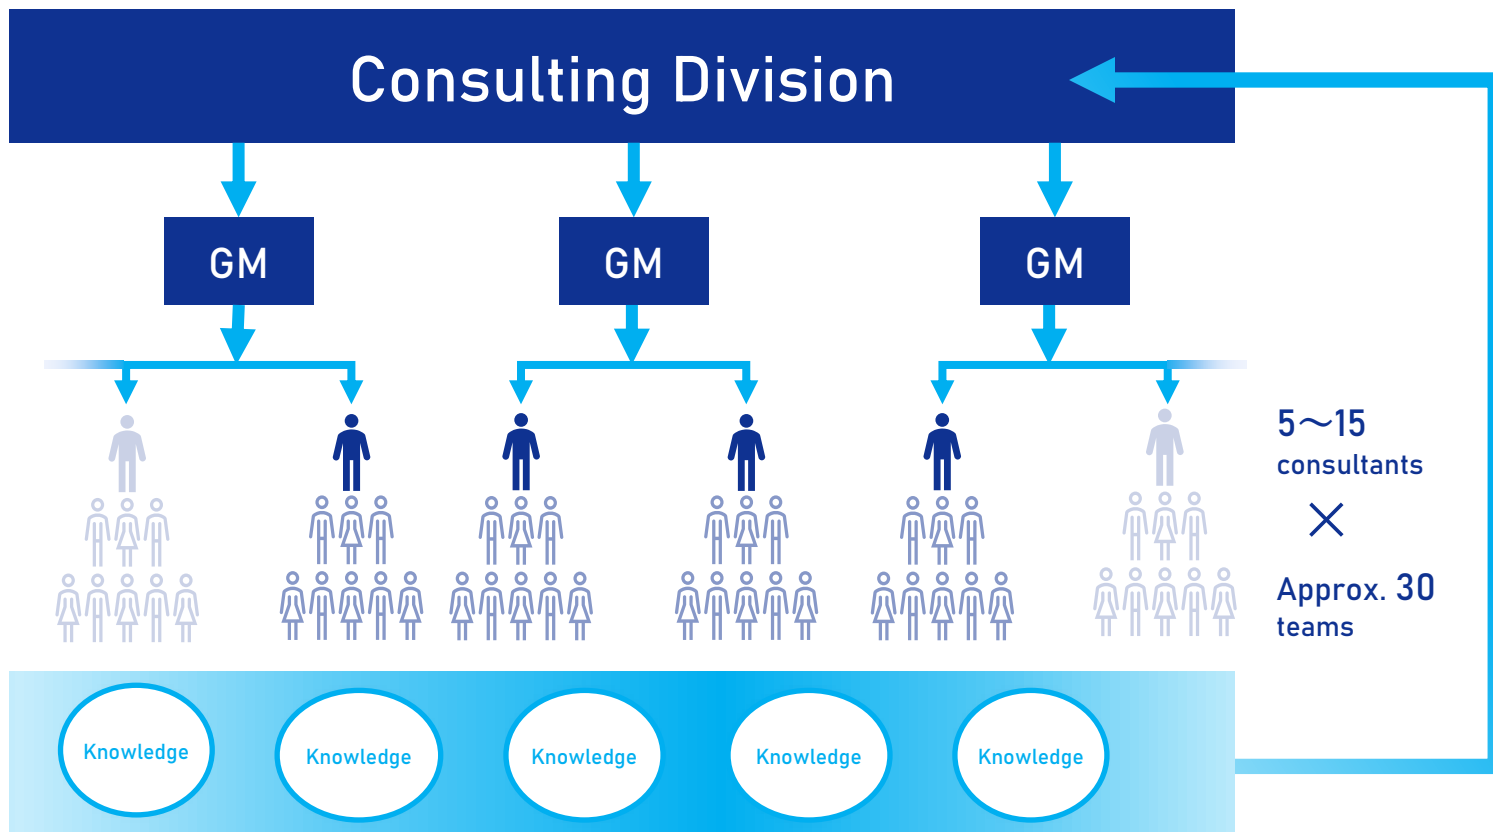 Consulting Division
GM
GM
GM
5～15
consultants
×
Approx. 30
teams
Knowledge
Knowledge
Knowledge
Knowledge
Knowledge